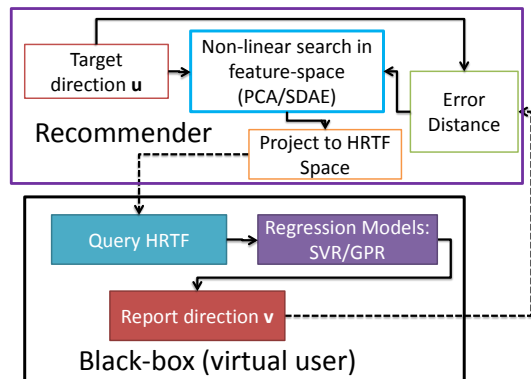 Target
direction u
Non-linear search in
feature-space
(PCA/SDAE)
Error
Distance
Recommender
Project to HRTF
Space
Query HRTF
Regression Models:
SVR/GPR
Report direction v
Black-box (virtual user)